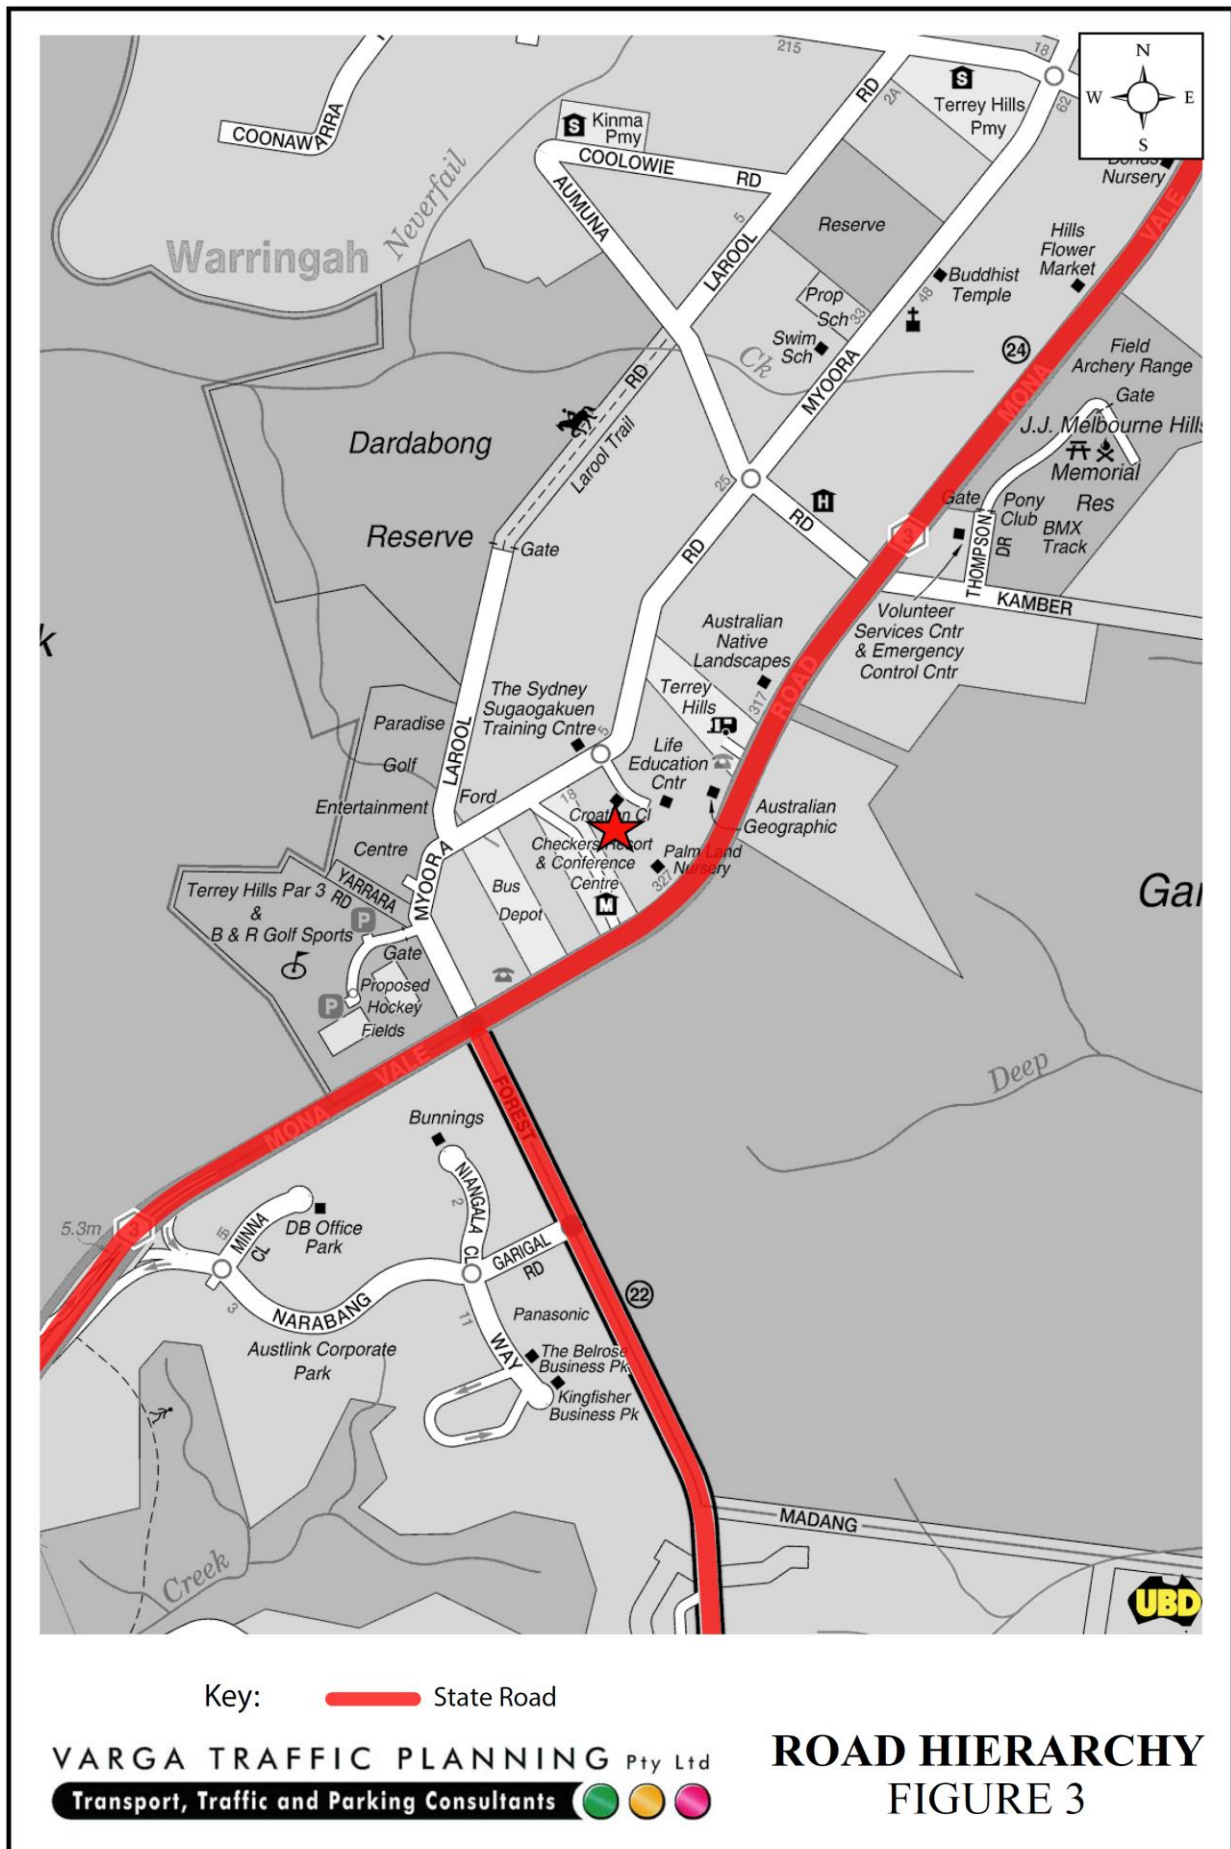 N
W E
S
215
18
62
2A
RD
Terrey Hills
Pmy
S
COONAWARRA
S
Kinma
Pmy
COOLOWIE RD
AUMUNA
Neverfail
Warringah
5
LAROOL
Reserve
Nursery
VALE
Hills
Flower
Market
Buddhist
Temple
48
Prop
Sch
33
Swim
Sch
Ck
MYOORA
24
MONA
Field
Archery Range
Gate
J.J. Melbourne Hills
Memorial
Res
RD
Larool Trail
Dardabong
Reserve
Gate
25
H
RD
RD
3
Gate
Pony
Club
BMX
Track
THOMPSON
DR
KAMBER
Volunteer
Services Cntr
& Emergency
Control Cntr
k
Australian
Native
Landscapes
317
ROAD
Terrey
Hills
The Sydney
Sugaogakuen
Training Cntre
5
Life
Education
Cntr
Paradise
Golf
Entertainment
Centre
LAROOL
Ford
18
Croatian Cl
Australian
Geographic
Checkers Resort
& Conference
Centre
M
Palm Land
Nursery
327
MYOORA
Bus
Depot
YARRARA
RD
Terrey Hills Par 3
&
B & R Golf Sports
P
Gate
P
Proposed
Hockey
Fields
Gar
Deep
MONA VALE
FOREST
Bunnings
NIANGALA
CL
2
5.3m
3
5
MINNA
CL
DB Office
Park
GARIGAL
RD
22
3
NARABANG
11
WAY
Panasonic
Austlink Corporate
Park
The Belrose
Business Pk
Kingfisher
Business Pk
MADANG
Creek
UBD
Key: State Road
VARGA TRAFFIC PLANNING Pty Ltd
Transport, Traffic and Parking Consultants
ROAD HIERARCHY
FIGURE 3